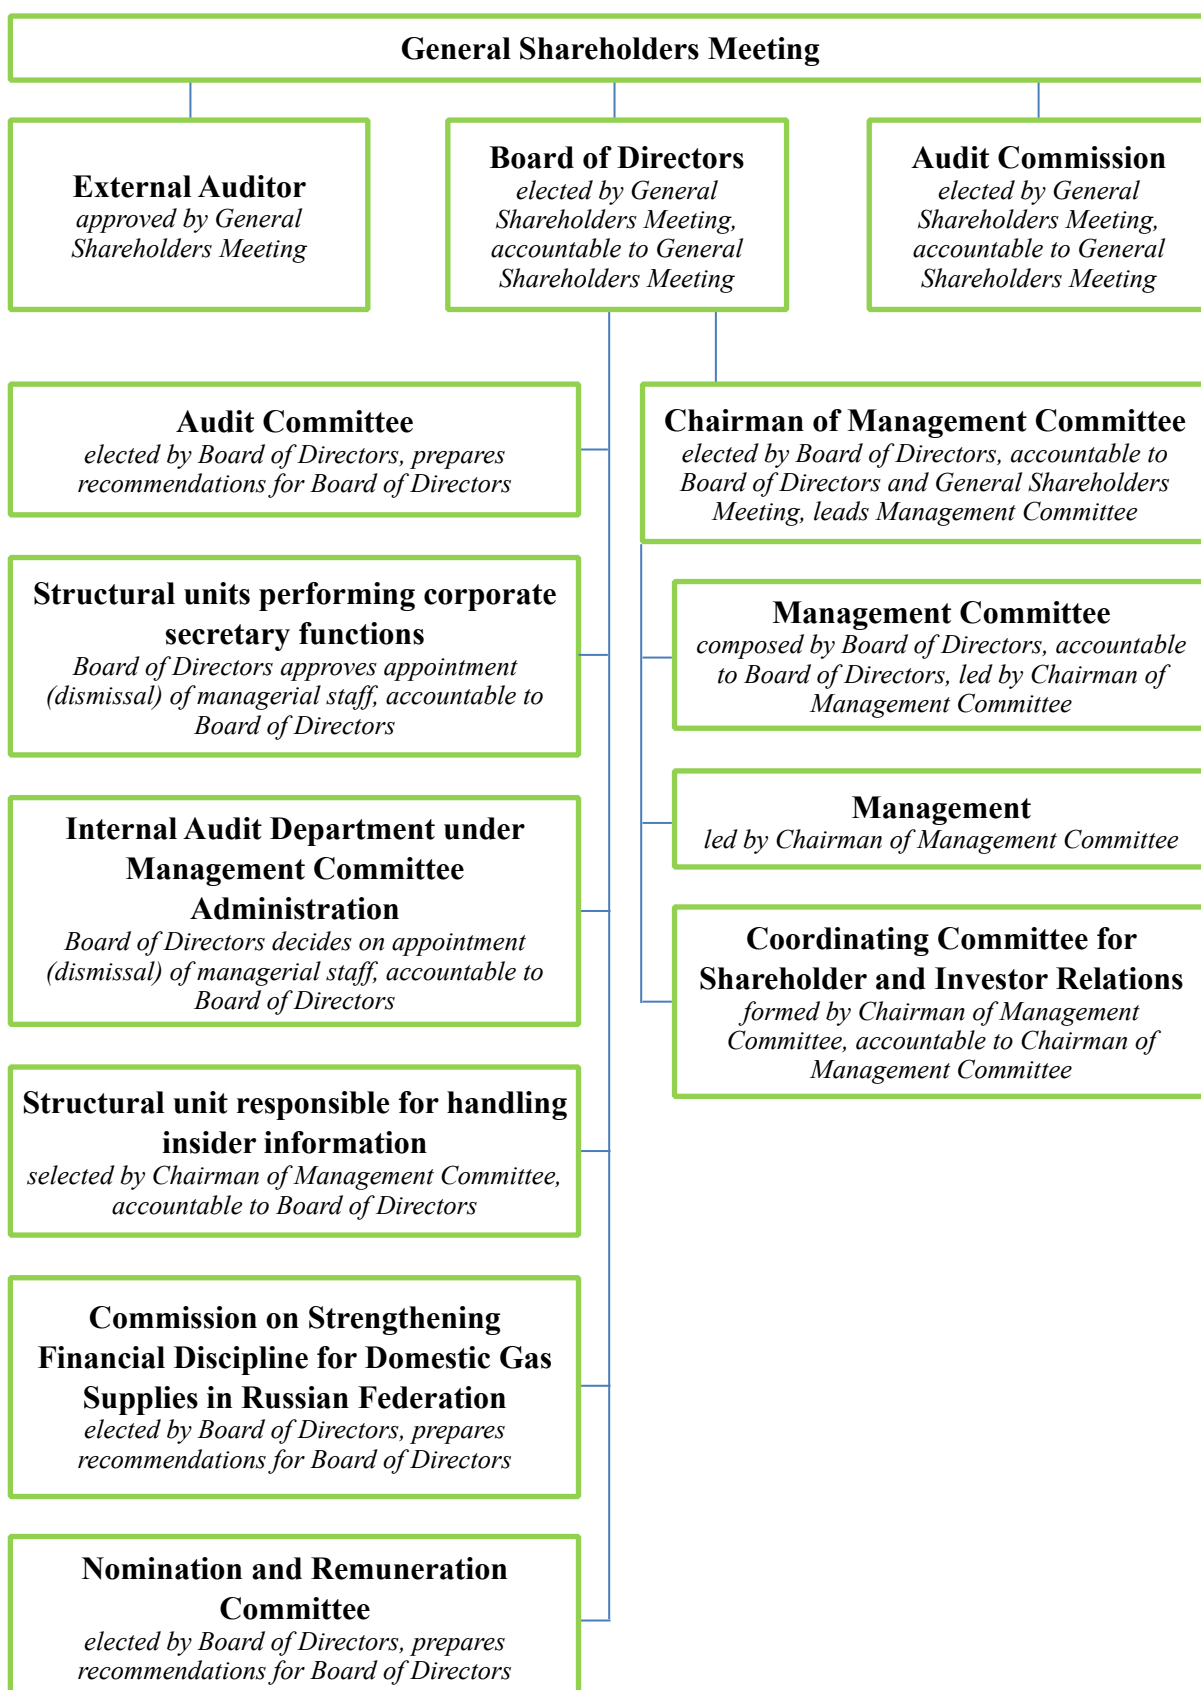 General Shareholders Meeting
External Auditor
approved by General
Shareholders Meeting
Board of Directors
elected by General
Shareholders Meeting,
accountable to General
Shareholders Meeting
Audit Commission
elected by General
Shareholders Meeting,
accountable to General
Shareholders Meeting
Audit Committee
elected by Board of Directors, prepares
recommendations for Board of Directors
Structural units performing corporate
secretary functions
Board of Directors approves appointment
(dismissal) of managerial staff, accountable to
Board of Directors
Internal Audit Department under
Management Committee
Administration
Board of Directors decides on appointment
(dismissal) of managerial staff, accountable to
Board of Directors
Structural unit responsible for handling
insider information
selected by Chairman of Management Committee,
accountable to Board of Directors
Commission on Strengthening
Financial Discipline for Domestic Gas
Supplies in Russian Federation
elected by Board of Directors, prepares
recommendations for Board of Directors
Nomination and Remuneration
Committee
elected by Board of Directors, prepares
recommendations for Board of Directors
Chairman of Management Committee
elected by Board of Directors, accountable to
Board of Directors and General Shareholders
Meeting, leads Management Committee
Management Committee
composed by Board of Directors, accountable
to Board of Directors, led by Chairman of
Management Committee
Management
led by Chairman of Management Committee
Coordinating Committee for
Shareholder and Investor Relations
formed by Chairman of Management
Committee, accountable to Chairman of
Management Committee